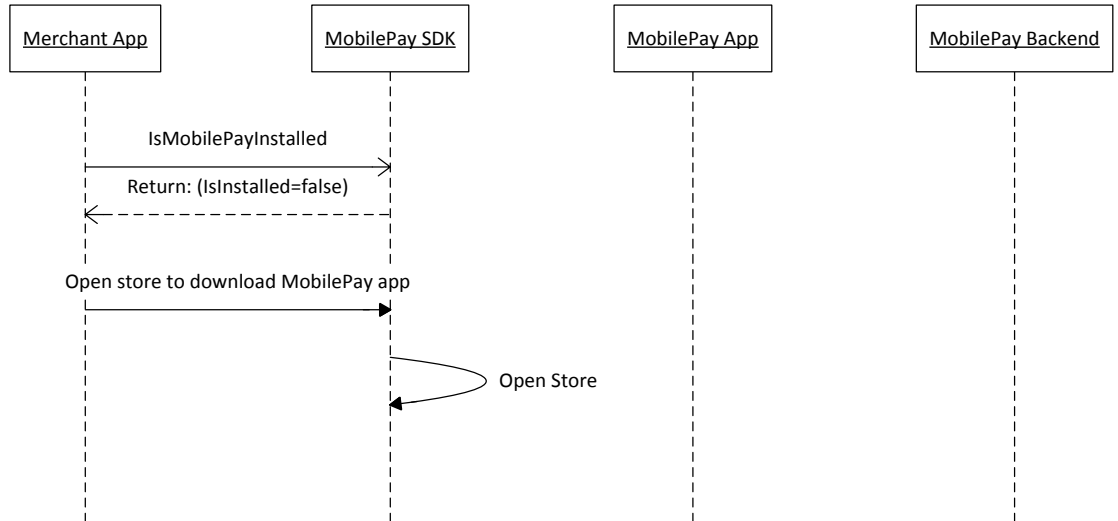 Merchant App
MobilePay SDK
MobilePay App
MobilePay Backend
IsMobilePayInstalled
Return: (IsInstalled=false)
Open store to download MobilePay app
Open Store